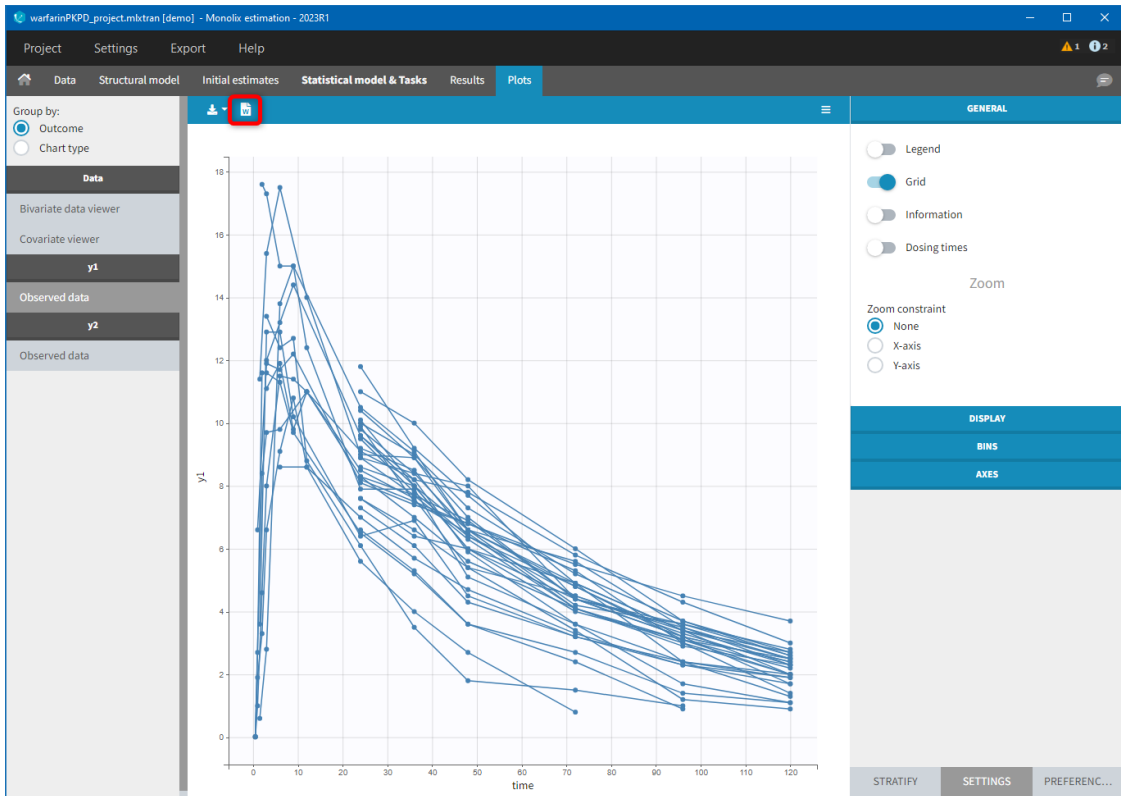 warfarinPKPD_project.mlxtran [demo] - Monolix estimation - 2023R1
Project Settings Export Help
1 2
Data Structural model Initial estimates Statistical model & Tasks Results Plots
Group by:
Outcome
Chart type
Data
Bivariate data viewer
Covariate viewer
y1
Observed data
y2
Observed data
W
18
16
14
12
10
8
6
4
2
0
y1
0 10 20 30 40 50 60 70 80 90 100 110 120
time
GENERAL
Legend
Grid
Information
Dosing times
Zoom
Zoom constraint
None
X-axis
Y-axis
DISPLAY
BINS
AXES
STRATIFY SETTINGS PREFERENC...